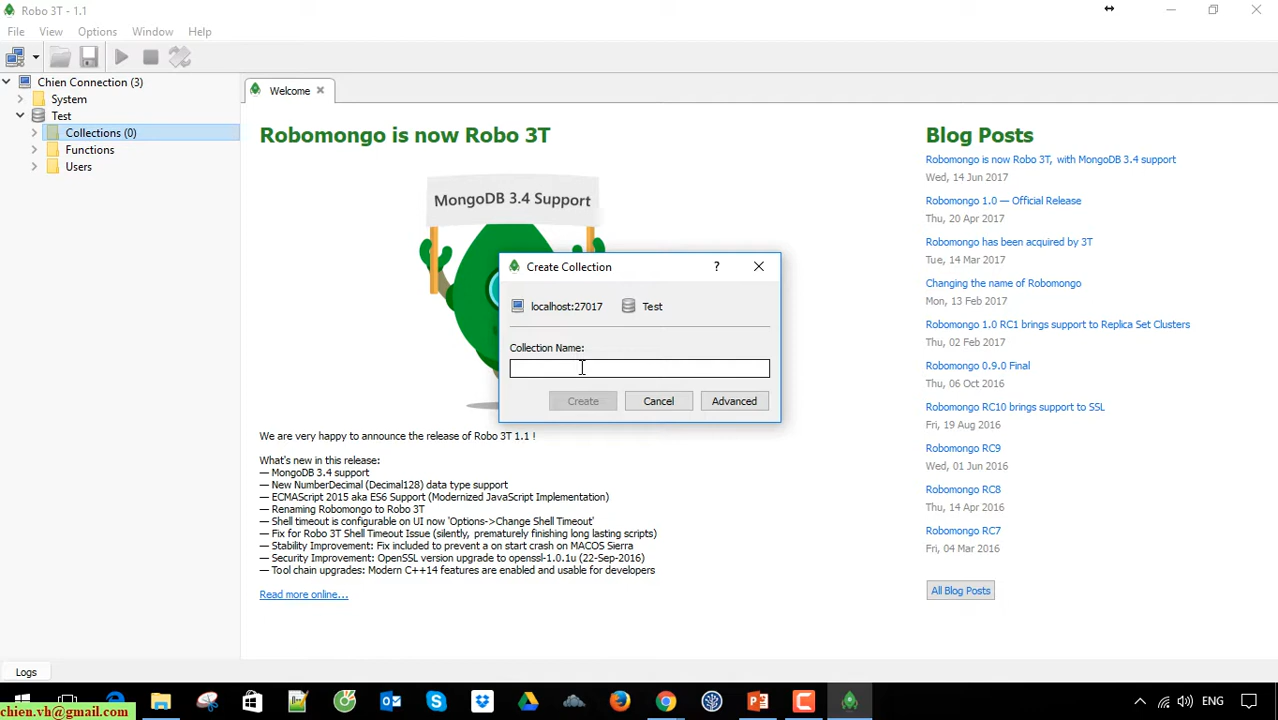 Robo 3T - 1.1
File View Options Window Help
Chien Connection (3)
System
Test
Collections (0)
Functions
Users
Welcome
Robomongo is now Robo 3T
MongoDB 3.4 Support
We are very happy to announce the release of Robo 3T 1.1 !
What's new in this release:
— MongoDB 3.4 support
— New NumberDecimal (Decimal128) data type support
— ECMAScript 2015 aka ES6 Support (Modernized JavaScript Implementation)
— Renaming Robomongo to Robo 3T
— Shell timeout is configurable on UI now 'Options->Change Shell Timeout'
— Fix for Robo 3T Shell Timeout Issue (silently, prematurely finishing long lasting scripts)
— Stability Improvement: Fix included to prevent a on start crash on MACOS Sierra
— Security Improvement: OpenSSL version upgrade to openssl-1.0.1u (22-Sep-2016)
— Tool chain upgrades: Modern C++14 features are enabled and usable for developers
Read more online...
Create Collection
?
localhost:27017 Test
Collection Name:
Create Cancel Advanced
Blog Posts
Robomongo is now Robo 3T, with MongoDB 3.4 support
Wed, 14 Jun 2017
Robomongo 1.0 — Official Release
Thu, 20 Apr 2017
Robomongo has been acquired by 3T
Tue, 14 Mar 2017
Changing the name of Robomongo
Mon, 13 Feb 2017
Robomongo 1.0 RC1 brings support to Replica Set Clusters
Thu, 02 Feb 2017
Robomongo 0.9.0 Final
Thu, 06 Oct 2016
Robomongo RC10 brings support to SSL
Fri, 19 Aug 2016
Robomongo RC9
Wed, 01 Jun 2016
Robomongo RC8
Thu, 14 Apr 2016
Robomongo RC7
Fri, 04 Mar 2016
All Blog Posts
Logs
chien.vh@gmail.com
ENG